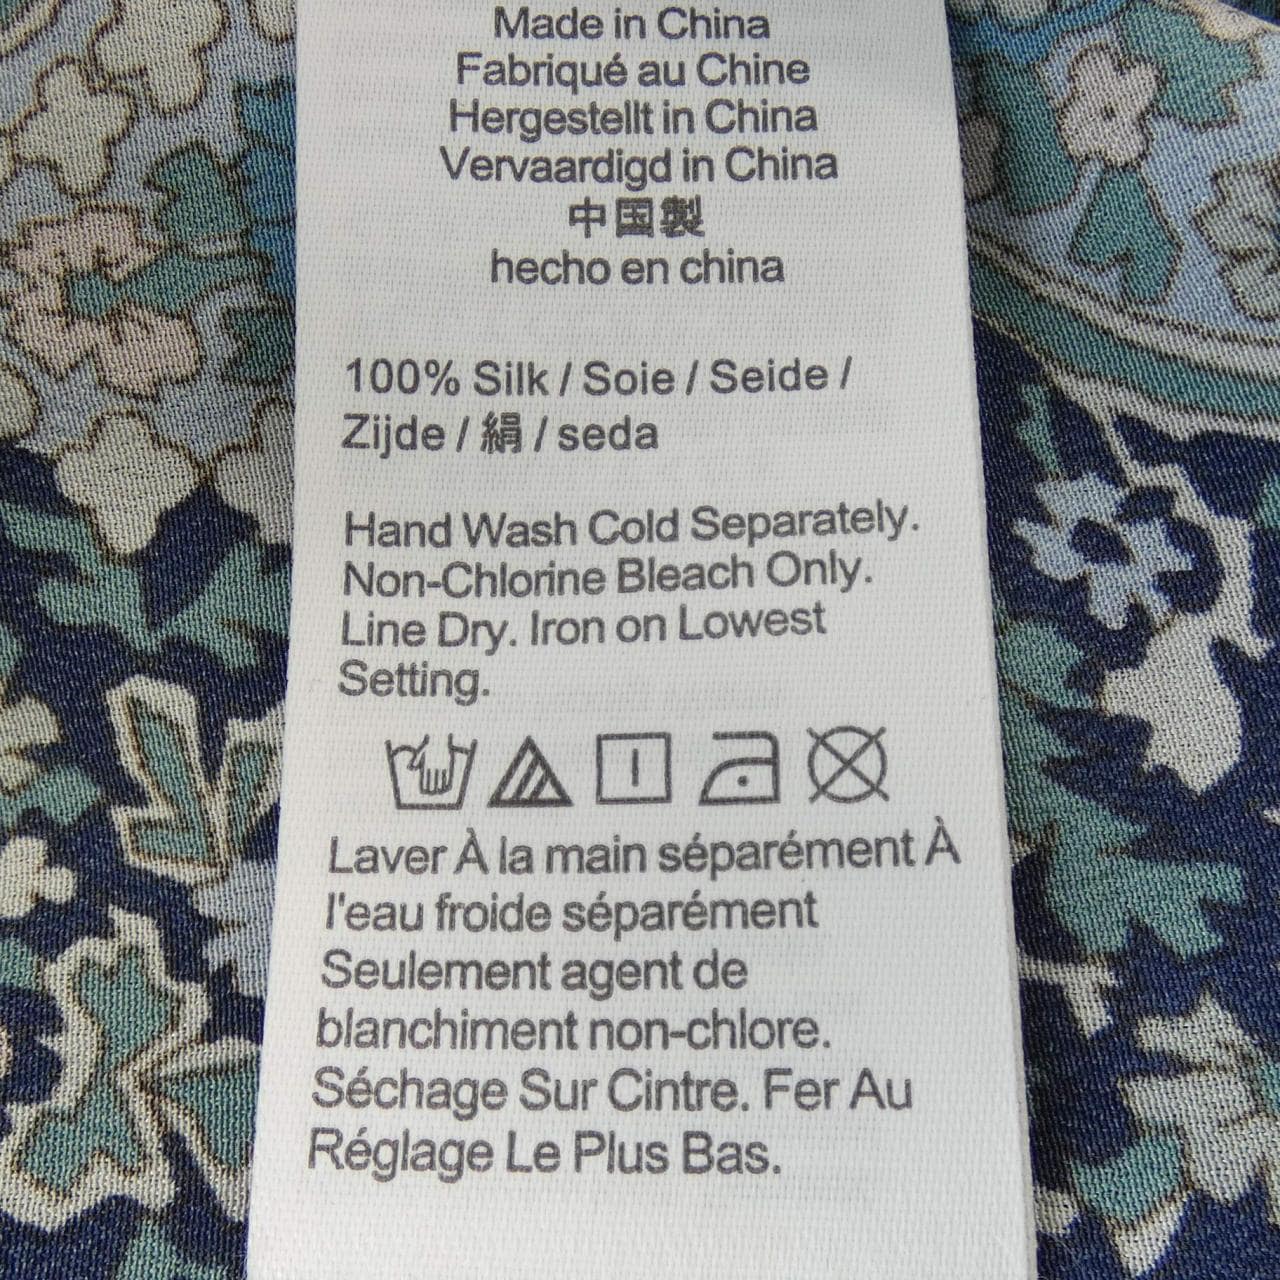 Made in China
Fabriqué au Chine
Hergestellt in China
Vervaardigd in China
中国製
hecho en china
100% Silk / Soie / Seide /
Zijde / 絹 / seda
Hand Wash Cold Separately.
Non-Chlorine Bleach Only.
Line Dry. Iron on Lowest
Setting.
Laver À la main séparément À
l'eau froide séparément
Seulement agent de
blanchiment non-chlore.
Séchage Sur Cintre. Fer Au
Réglage Le Plus Bas.